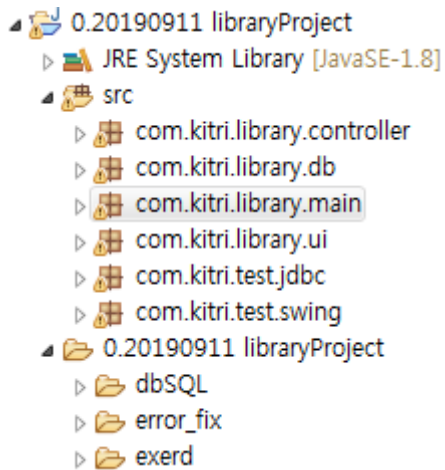 0.20190911 libraryProject
JRE System Library [JavaSE-1.8]
src
com.kitri.library.controller
com.kitri.library.db
com.kitri.library.main
com.kitri.library.ui
com.kitri.test.jdbc
com.kitri.test.swing
0.20190911 libraryProject
dbSQL
error_fix
exerd